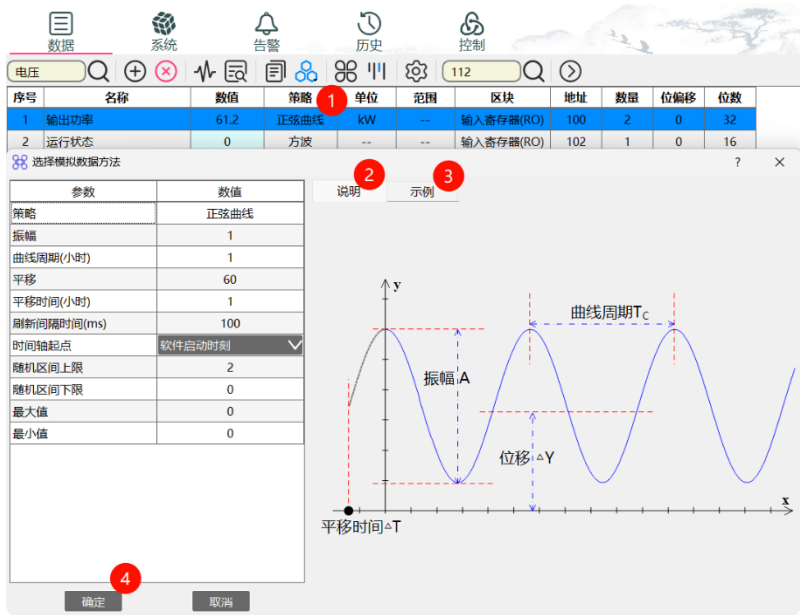 数据 系统 告警 历史 控制
电压 112
序号 名称 数值 策略 单位 范围 区块 地址 数量 位偏移 位数
1 输出功率 61.2 正弦曲线 kW -- 输入寄存器(RO) 100 2 0 32
2 运行状态 0 方波 -- -- 输入寄存器(RO) 102 1 0 16
1
选择模拟数据方法 ? ×
参数 数值
策略 正弦曲线
振幅 1
曲线周期(小时) 1
平移 60
平移时间(小时) 1
刷新间隔时间(ms) 100
时间轴起点 软件启动时刻
随机区间上限 2
随机区间下限 0
最大值 0
最小值 0
确定 取消
4
说明 示例
2 3
y
曲线周期TC
振幅 A
位移 △Y
x
平移时间△T